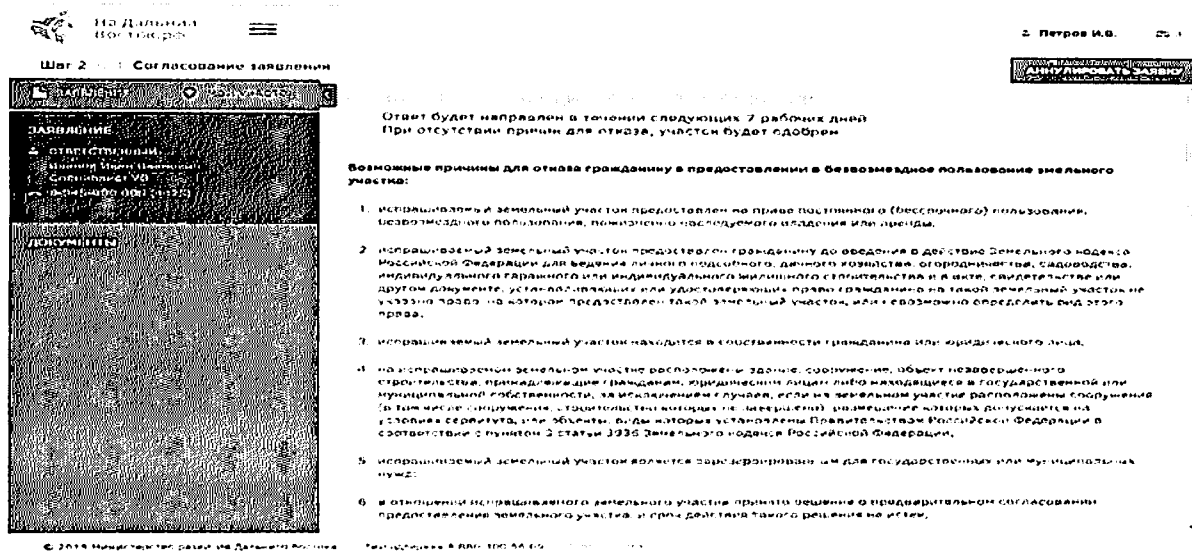 На Дальний
Восток.рф
Петров И.В.
Шаг 2 Согласование заявления
АННУЛИРОВАТЬ ЗАЯВКУ
ЗАЯВЛЕНИЕ
ЗАЯВЛЕНИЕ
ОТВЕТСТВЕННЫЙ
Специалист УО
ДОКУМЕНТЫ
Ответ будет направлен в течении следующих 7 рабочих дней
При отсутствии причин для отказа, участок будет одобрен
Возможные причины для отказа гражданину в предоставлении в безвозмездное пользование земельного
участка:
1. испрашиваемый земельный участок предоставлен на праве постоянного (бессрочного) пользования,
безвозмездного пользования, пожизненно наследуемого владения или аренды,
2 испрашиваемый земельный участок предоставлен гражданину до введения в действие Земельного кодекса
Российской Федерации для ведения личного подсобного, дачного хозяйства, огородничества, садоводства,
индивидуального гаражного или индивидуального жилищного строительства и в акте, свидетельстве или
другом документе, устанавливающих или удостоверяющих право гражданина на такой земельный участок не
указано право, на котором предоставлен такой земельный участок, или невозможно определить вид этого
права,
3. испрашиваемый земельный участок находится в собственности гражданина или юридического лица,
4 на испрашиваемом земельном участке расположены здание, сооружение, объект незавершенного
строительства, принадлежащие гражданам, юридическим лицам либо находящиеся в государственной или
муниципальной собственности, за исключением случаев, если на земельном участке расположены сооружения
(в том числе сооружения, строительство которых не завершено), размещение которых допускается на
условиях сервитута, или объекты, виды которых установлены Правительством Российской Федерации в
соответствии с пунктом 3 статьи 3936 Земельного кодекса Российской Федерации,
5 испрашиваемый земельный участок является зарезервированным для государственных или муниципальных
нужд;
6 в отношении испрашиваемого земельного участка принято решение о предварительном согласовании
предоставления земельного участка, и срок действия такого решения не истек,
Министерство развития Дальнего Востока